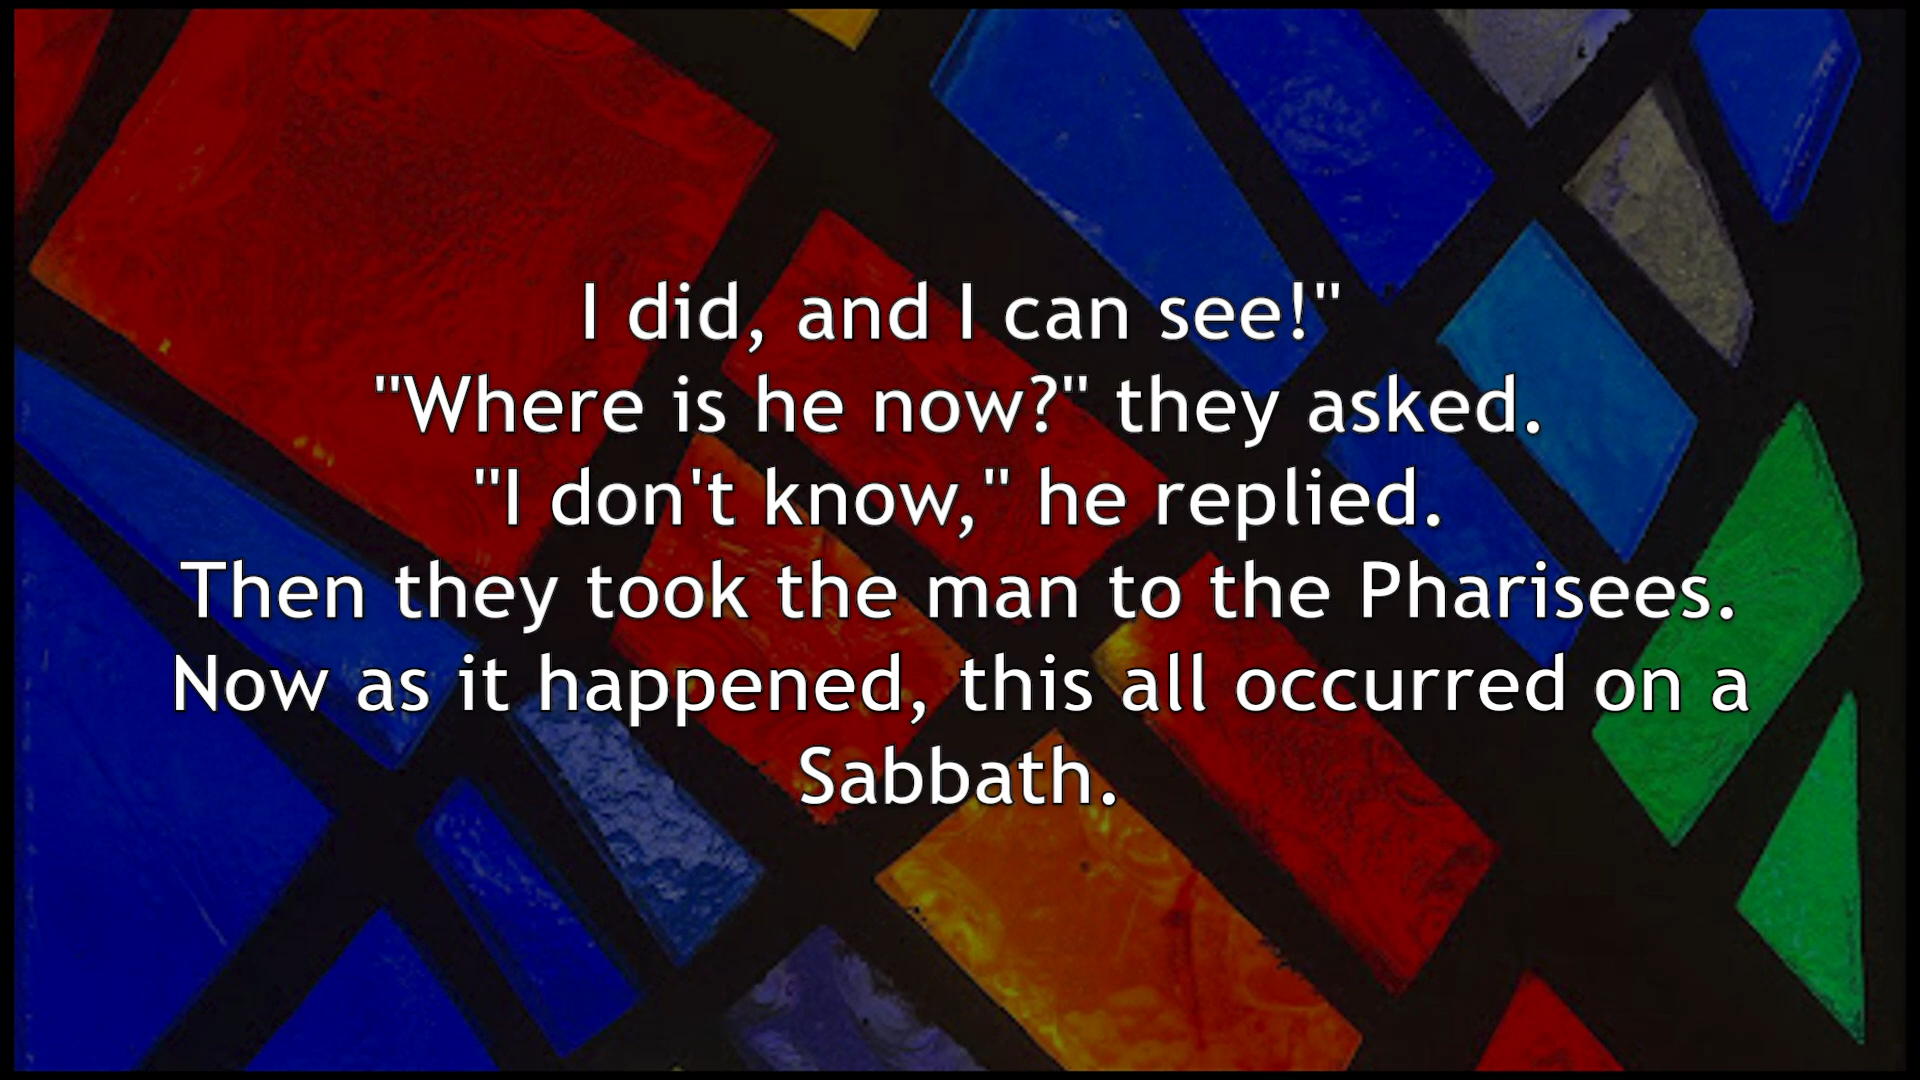 I did, and I can see!"
"Where is he now?" they asked.
"I don't know," he replied.
Then they took the man to the Pharisees.
Now as it happened, this all occurred on a
Sabbath.